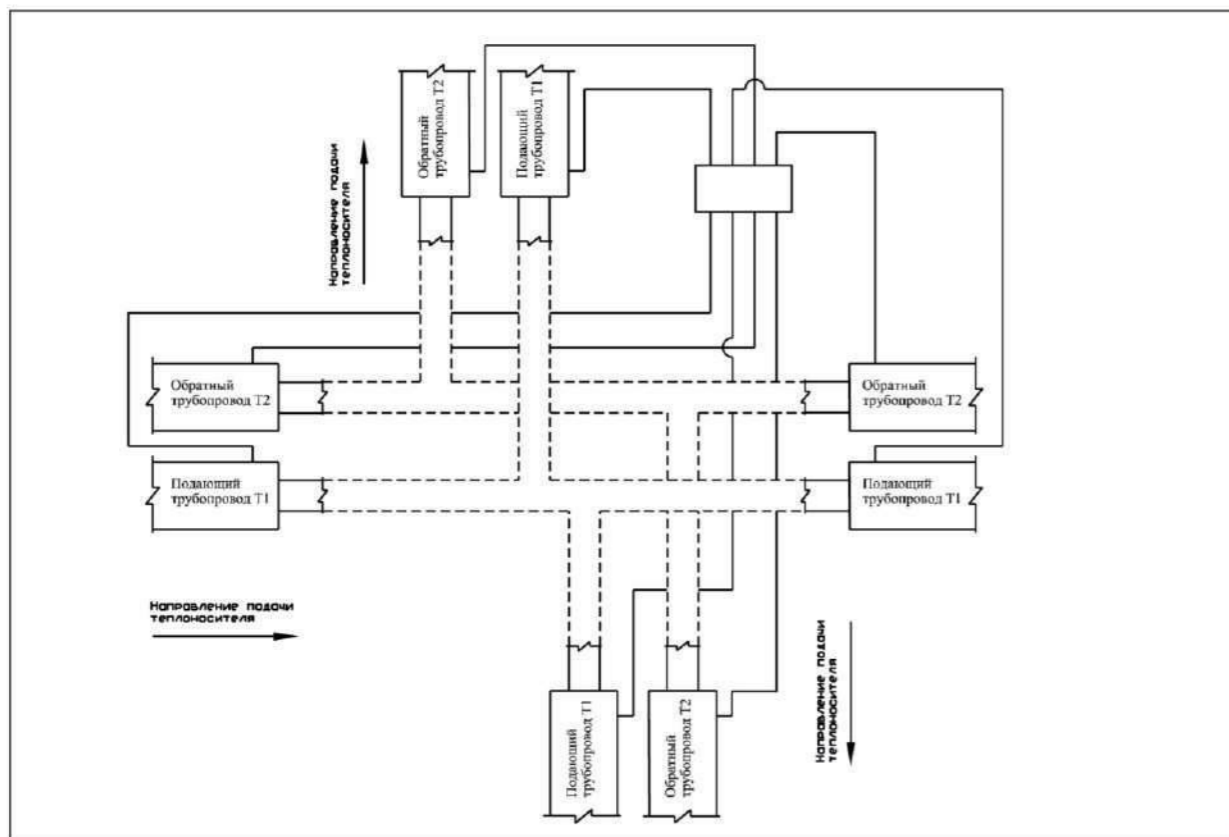 Обратный
трубопровод Т2
Подающий
трубопровод Т1
Направление подачи
теплоносителя
Обратный
трубопровод Т2
Обратный
трубопровод Т2
Подающий
трубопровод Т1
Подающий
трубопровод Т1
Направление подачи
теплоносителя
Подающий
трубопровод Т1
Обратный
трубопровод Т2
Направление подачи
теплоносителя